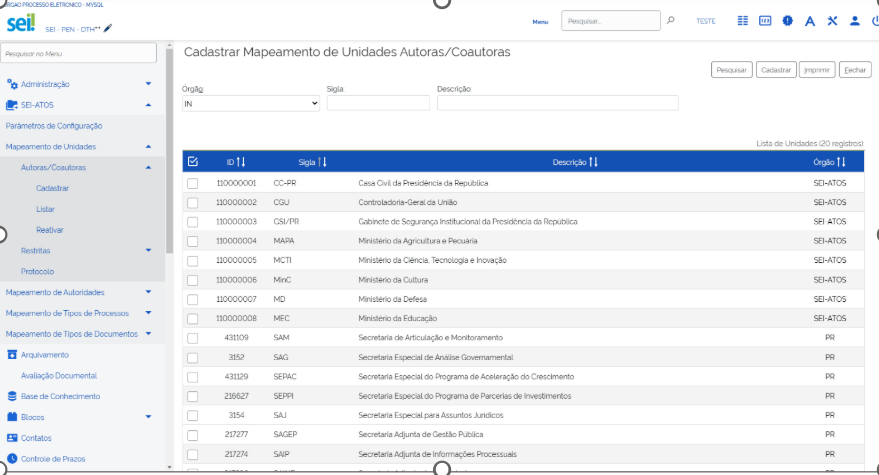 ORGAO PROCESSO ELETRONICO - MYSQL
sei!
SEI - PEN - DTH***
Menu
Pesquisar...
TESTE
Pesquisar no Menu
Administração
SEI-ATOS
Parâmetros de Configuração
Mapeamento de Unidades
Autoras/Coautoras
Cadastrar
Listar
Reativar
Restritas
Protocolo
Mapeamento de Autoridades
Mapeamento de Tipos de Processos
Mapeamento de Tipos de Documentos
Arquivamento
Avaliação Documental
Base de Conhecimento
Blocos
Contatos
Controle de Prazos
Cadastrar Mapeamento de Unidades Autoras/Coautoras
Pesquisar Cadastrar Imprimir Fechar
Órgão Sigla: Descrição:
IN
Lista de Unidades (20 registros):
ID Sigla Descrição Órgão
110000001 CC-PR Casa Civil da Presidência da República SEI-ATOS
110000002 CGU Controladoria-Geral da União SEI-ATOS
110000003 GSI/PR Gabinete de Segurança Institucional da Presidência da República SEI-ATOS
110000004 MAPA Ministério da Agricultura e Pecuária SEI-ATOS
110000005 MCTI Ministério da Ciência, Tecnologia e Inovação SEI-ATOS
110000006 MinC Ministério da Cultura SEI-ATOS
110000007 MD Ministério da Defesa SEI-ATOS
110000008 MEC Ministério da Educação SEI-ATOS
431109 SAM Secretaria de Articulação e Monitoramento PR
3152 SAG Secretaria Especial de Análise Governamental PR
431129 SEPAC Secretaria Especial do Programa de Aceleração do Crescimento PR
216627 SEPPI Secretaria Especial do Programa de Parcerias de Investimentos PR
3154 SAJ Secretaria Especial para Assuntos Jurídicos PR
217277 SAGEP Secretaria Adjunta de Gestão Pública PR
217274 SAIP Secretaria Adjunta de Informações Processuais PR